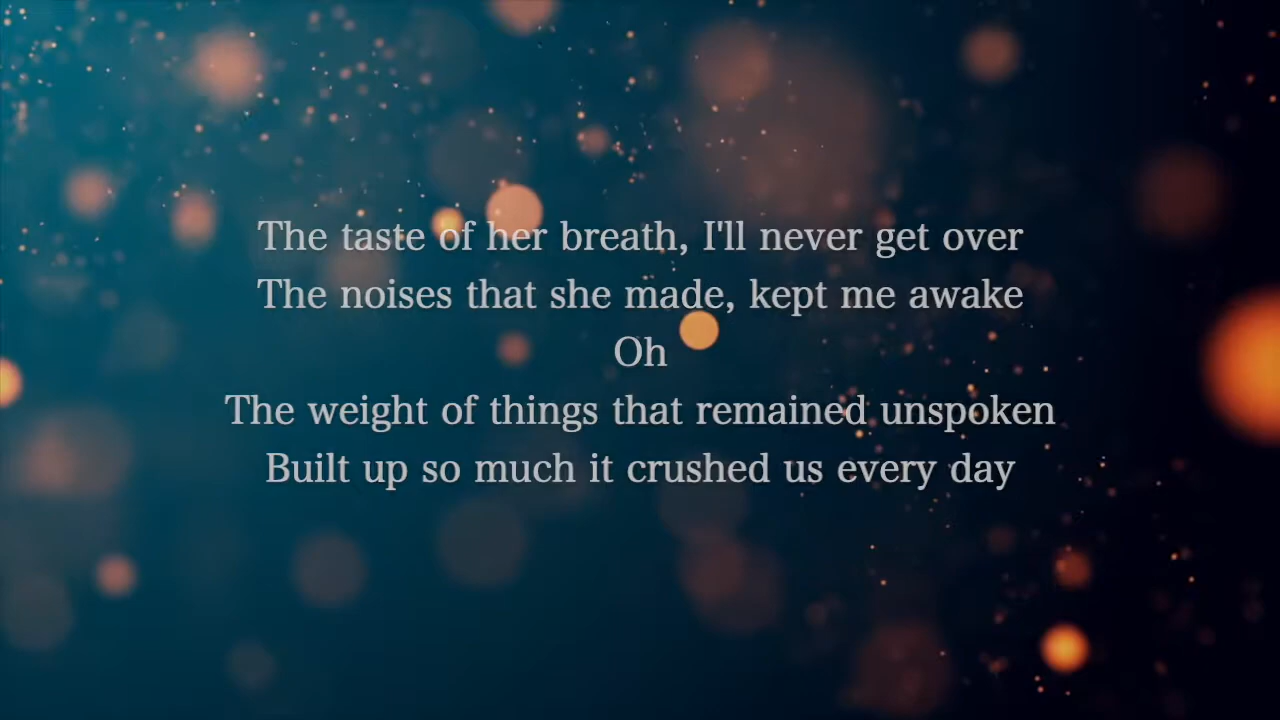 The taste of her breath, I'll never get over
The noises that she made, kept me awake
Oh
The weight of things that remained unspoken
Built up so much it crushed us every day